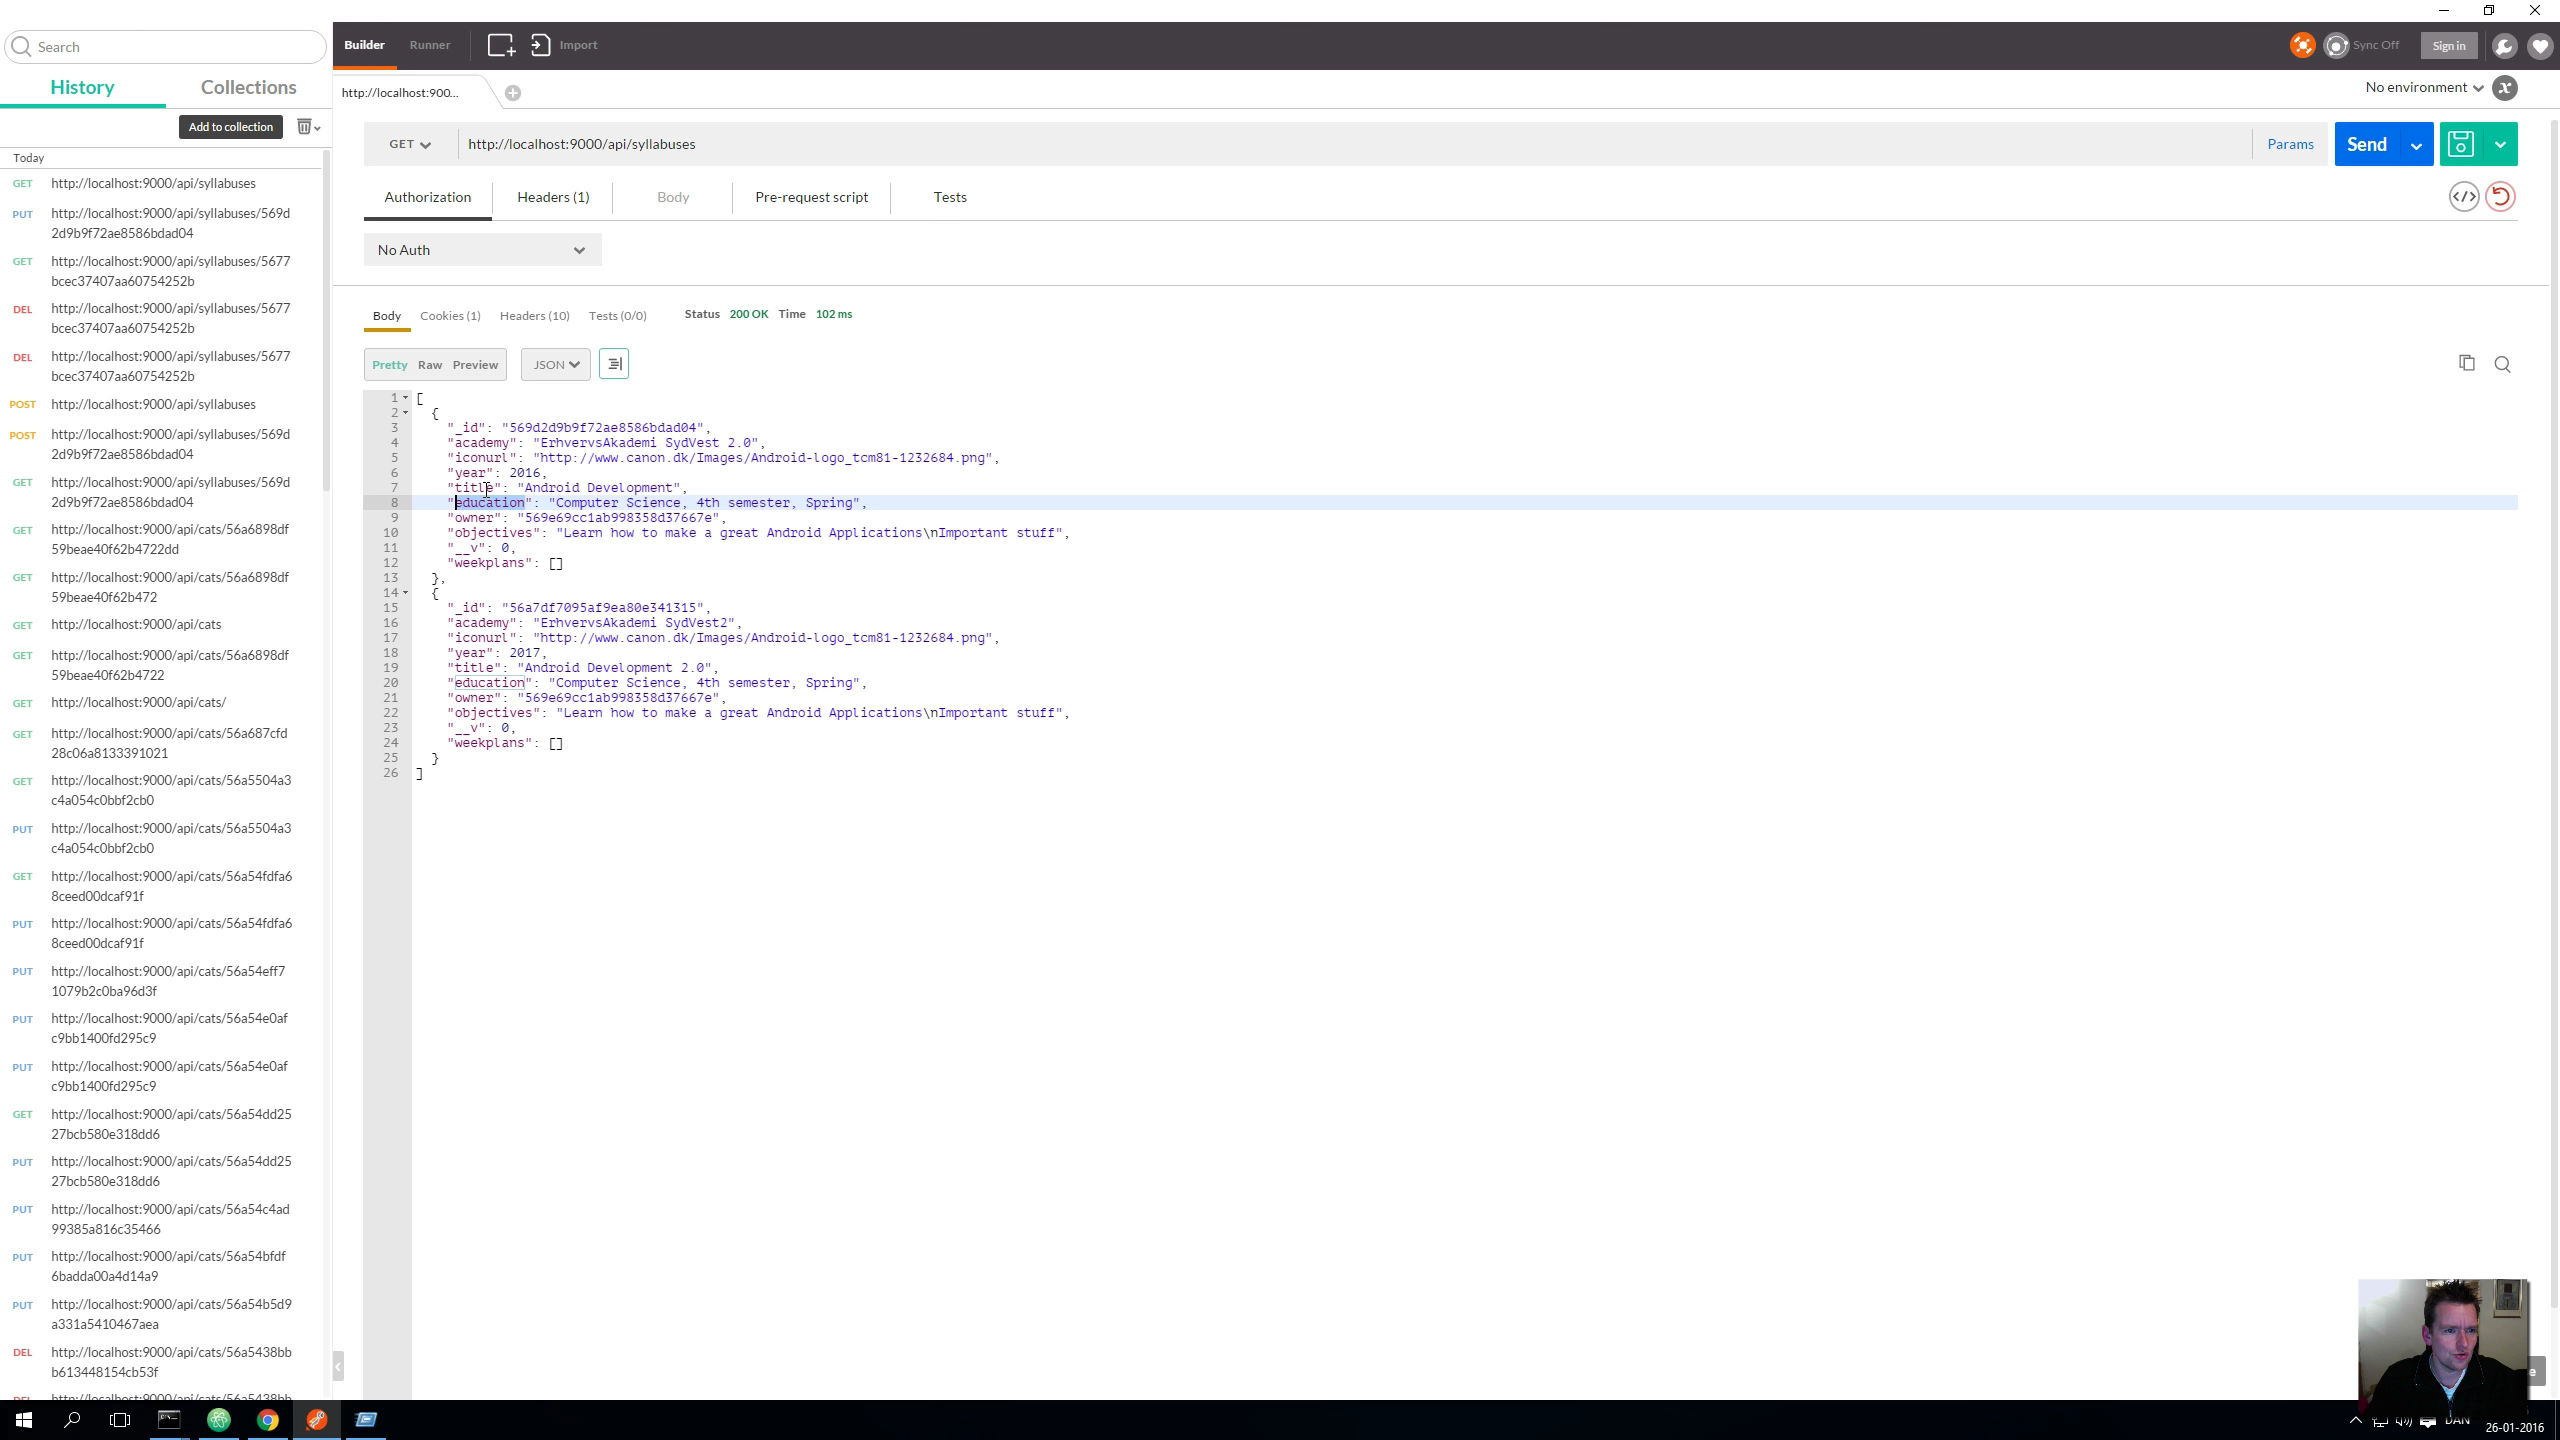 Search
Builder
Runner
Import
Sync Off
Sign in
History
Collections
http://localhost:900...
No environment
Add to collection
GET
http://localhost:9000/api/syllabuses
Params
Send
Today
Authorization
Headers (1)
Body
Pre-request script
Tests
No Auth
GET http://localhost:9000/api/syllabuses
PUT http://localhost:9000/api/syllabuses/569d
2d9b9f72ae8586bdad04
GET http://localhost:9000/api/syllabuses/5677
bcec37407aa60754252b
DEL http://localhost:9000/api/syllabuses/5677
bcec37407aa60754252b
DEL http://localhost:9000/api/syllabuses/5677
bcec37407aa60754252b
POST http://localhost:9000/api/syllabuses
POST http://localhost:9000/api/syllabuses/569d
2d9b9f72ae8586bdad04
GET http://localhost:9000/api/syllabuses/569d
2d9b9f72ae8586bdad04
GET http://localhost:9000/api/cats/56a6898df
59beae40f62b4722dd
GET http://localhost:9000/api/cats/56a6898df
59beae40f62b472
GET http://localhost:9000/api/cats
GET http://localhost:9000/api/cats/56a6898df
59beae40f62b4722
GET http://localhost:9000/api/cats/
GET http://localhost:9000/api/cats/56a687cfd
28c06a8133391021
GET http://localhost:9000/api/cats/56a5504a3
c4a054c0bbf2cb0
PUT http://localhost:9000/api/cats/56a5504a3
c4a054c0bbf2cb0
GET http://localhost:9000/api/cats/56a54fdfa6
8ceed00dcaf91f
PUT http://localhost:9000/api/cats/56a54fdfa6
8ceed00dcaf91f
PUT http://localhost:9000/api/cats/56a54eff7
1079b2c0ba96d3f
PUT http://localhost:9000/api/cats/56a54e0af
c9bb1400fd295c9
PUT http://localhost:9000/api/cats/56a54e0af
c9bb1400fd295c9
GET http://localhost:9000/api/cats/56a54dd25
27bcb580e318dd6
PUT http://localhost:9000/api/cats/56a54dd25
27bcb580e318dd6
PUT http://localhost:9000/api/cats/56a54c4ad
99385a816c35466
PUT http://localhost:9000/api/cats/56a54bfdf
6badda00a4d14a9
PUT http://localhost:9000/api/cats/56a54b5d9
a331a5410467aea
DEL http://localhost:9000/api/cats/56a5438bb
b613448154cb53f
DEL http://localhost:9000/api/cats/56a5438bb
Body
Cookies (1)
Headers (10)
Tests (0/0)
Status 200 OK Time 102 ms
Pretty Raw Preview
JSON
1 [
2 {
3 "_id": "569d2d9b9f72ae8586bdad04",
4 "academy": "ErhvervsAkademi SydVest 2.0",
5 "iconurl": "http://www.canon.dk/Images/Android-logo_tcm81-1232684.png",
6 "year": 2016,
7 "title": "Android Development",
8 "education": "Computer Science, 4th semester, Spring",
9 "owner": "569e69cc1ab998358d37667e",
10 "objectives": "Learn how to make a great Android Applications\nImportant stuff",
11 "__v": 0,
12 "weekplans": []
13 },
14 {
15 "_id": "56a7df7095af9ea80e341315",
16 "academy": "ErhvervsAkademi SydVest2",
17 "iconurl": "http://www.canon.dk/Images/Android-logo_tcm81-1232684.png",
18 "year": 2017,
19 "title": "Android Development 2.0",
20 "education": "Computer Science, 4th semester, Spring",
21 "owner": "569e69cc1ab998358d37667e",
22 "objectives": "Learn how to make a great Android Applications\nImportant stuff",
23 "__v": 0,
24 "weekplans": []
25 }
26 ]
DAN
26-01-2016